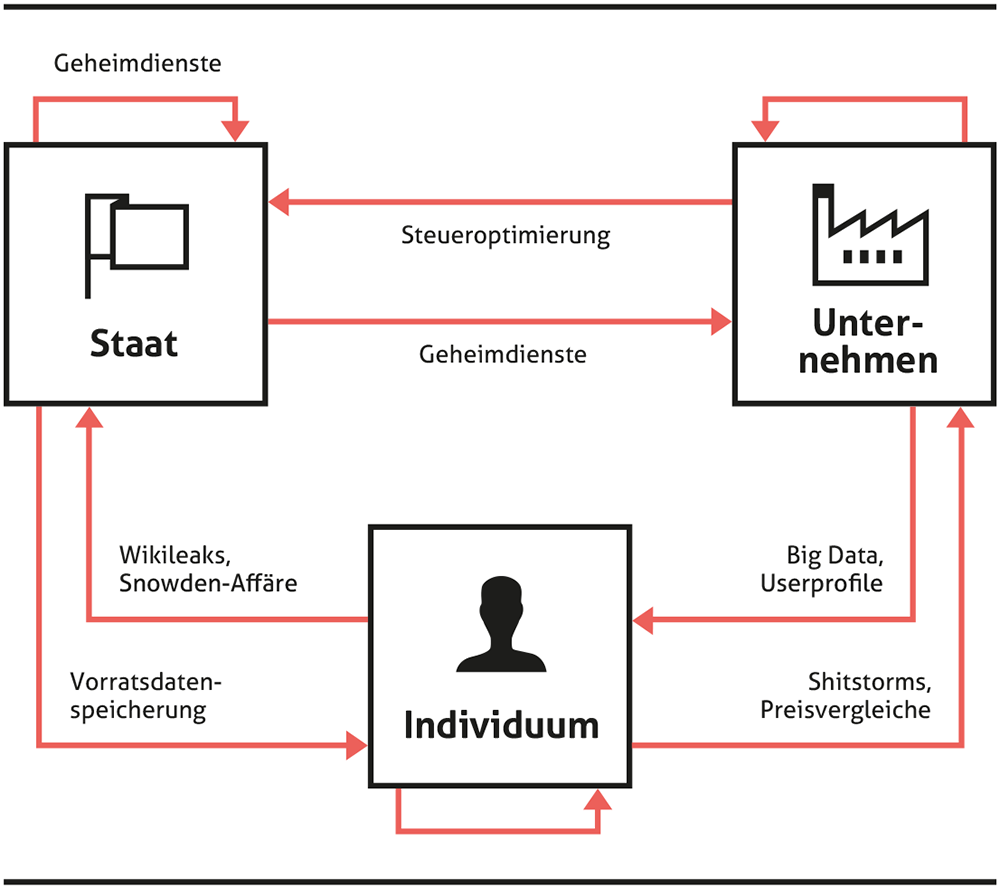 Geheimdienste
Steueroptimierung
Staat
Unter-
nehmen
Geheimdienste
Wikileaks,
Snowden-Affäre
Big Data,
Userprofile
Vorratsdaten-
speicherung
Shitstorms,
Preisvergleiche
Individuum